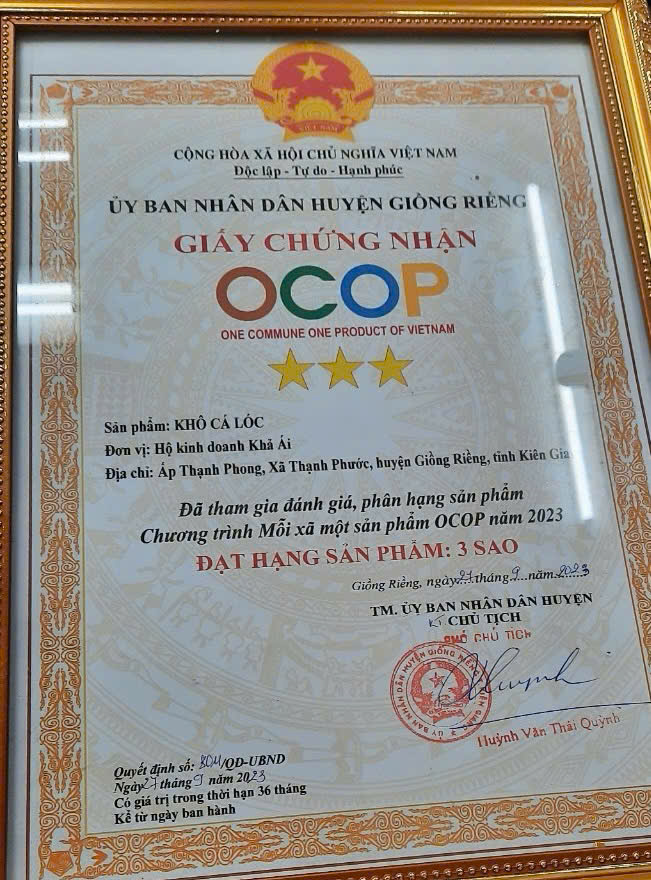 VIỆT NAM
CỘNG HÒA XÃ HỘI CHỦ NGHĨA VIỆT NAM
Độc lập - Tự do - Hạnh phúc
ỦY BAN NHÂN DÂN HUYỆN GIỒNG RIỀNG
GIẤY CHỨNG NHẬN
OCOP
ONE COMMUNE ONE PRODUCT OF VIETNAM
Sản phẩm: KHÔ CÁ LÓC
Đơn vị: Hộ kinh doanh Khả Ái
Địa chỉ: Ấp Thạnh Phong, Xã Thạnh Phước, huyện Giồng Riềng, tỉnh Kiên Gia
Đã tham gia đánh giá, phân hạng sản phẩm
Chương trình Mỗi xã một sản phẩm OCOP năm 2023
ĐẠT HẠNG SẢN PHẨM: 3 SAO
Giồng Riềng, ngày 27 tháng 9 năm 2023
TM. ỦY BAN NHÂN DÂN HUYỆN
KT CHỦ TỊCH
PHÓ CHỦ TỊCH
Huỳnh Văn Thái Quỳnh
Quyết định số: /QĐ-UBND
Ngày 27 tháng 9 năm 2023
Có giá trị trong thời hạn 36 tháng
Kể từ ngày ban hành